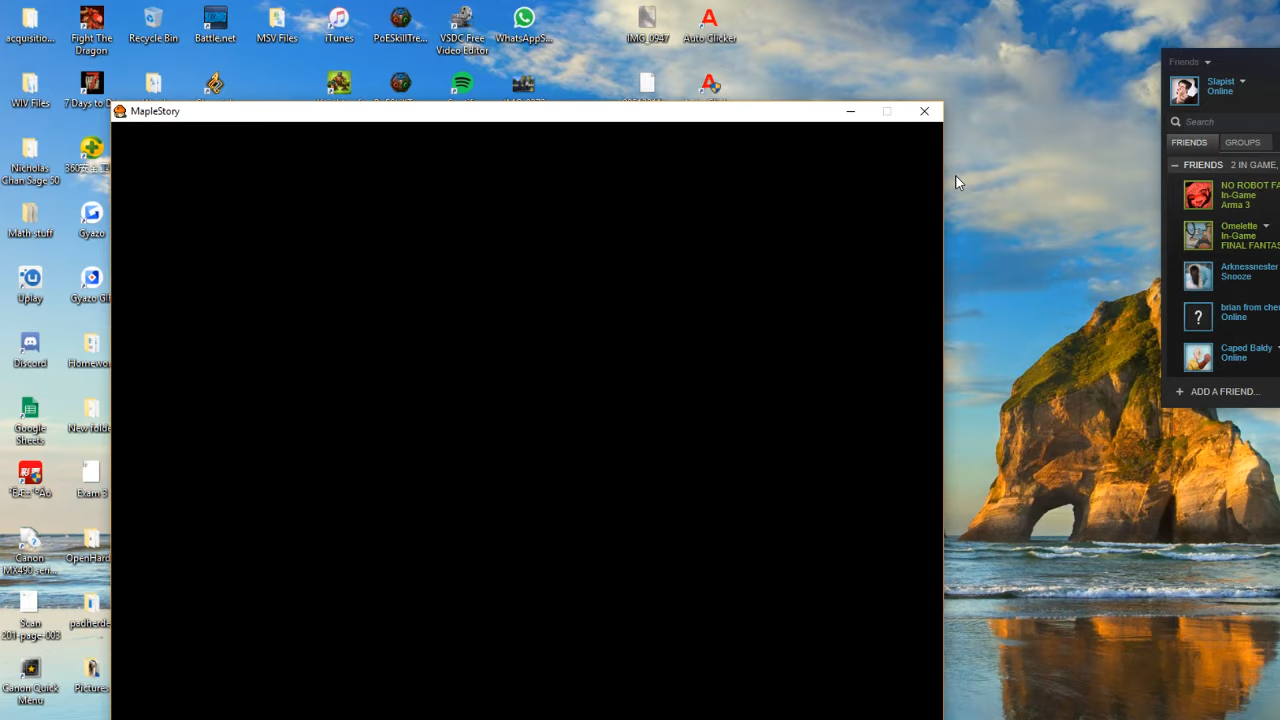 acquisitio...
Fight The
Dragon
Recycle Bin
Battle.net
MSV Files
iTunes
PoESkillTre...
VSDC Free
Video Editor
WhatsAppS...
IMG_0947
Auto Clicker
WIV Files
7 Days to D
MapleStory
Nicholas
Chan Sage 50
Math stuff
Gyazo
Uplay
Gyazo GI
Discord
Homewo
Google
Sheets
New folde
Exam 3
Canon
MX490 seri...
OpenHard
Scan
201-page-003
padherde
Canon Quick
Menu
Pictures
Friends
Slapist
Online
Search
FRIENDS
GROUPS
FRIENDS 2 IN GAME,
NO ROBOT FA
In-Game
Arma 3
Omelette
In-Game
FINAL FANTAS
Arknessnester
Snooze
?
brian from che
Online
Caped Baldy
Online
+ ADD A FRIEND...